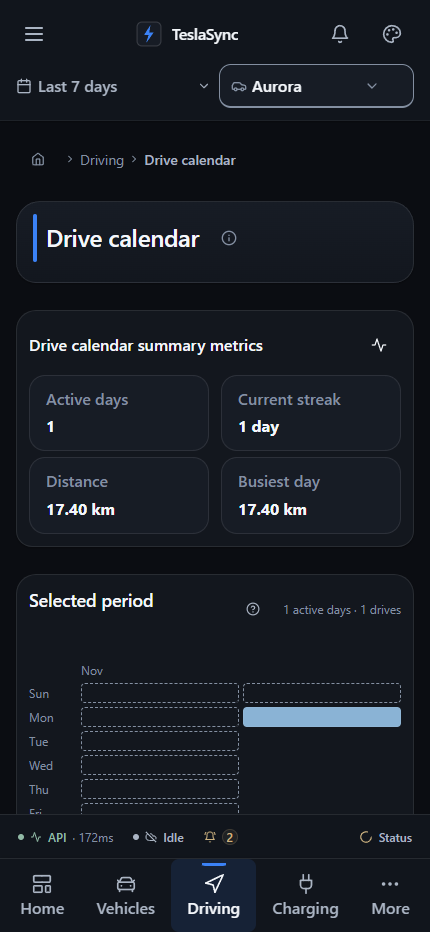 TeslaSync
Last 7 days
Aurora
Driving
Drive calendar
Drive calendar
Drive calendar summary metrics
Active days
1
Current streak
1 day
Distance
17.40 km
Busiest day
17.40 km
Selected period
1 active days · 1 drives
Nov
Sun
Mon
Tue
Wed
Thu
Fri
API · 172ms
Idle
2
Status
Home
Vehicles
Driving
Charging
More